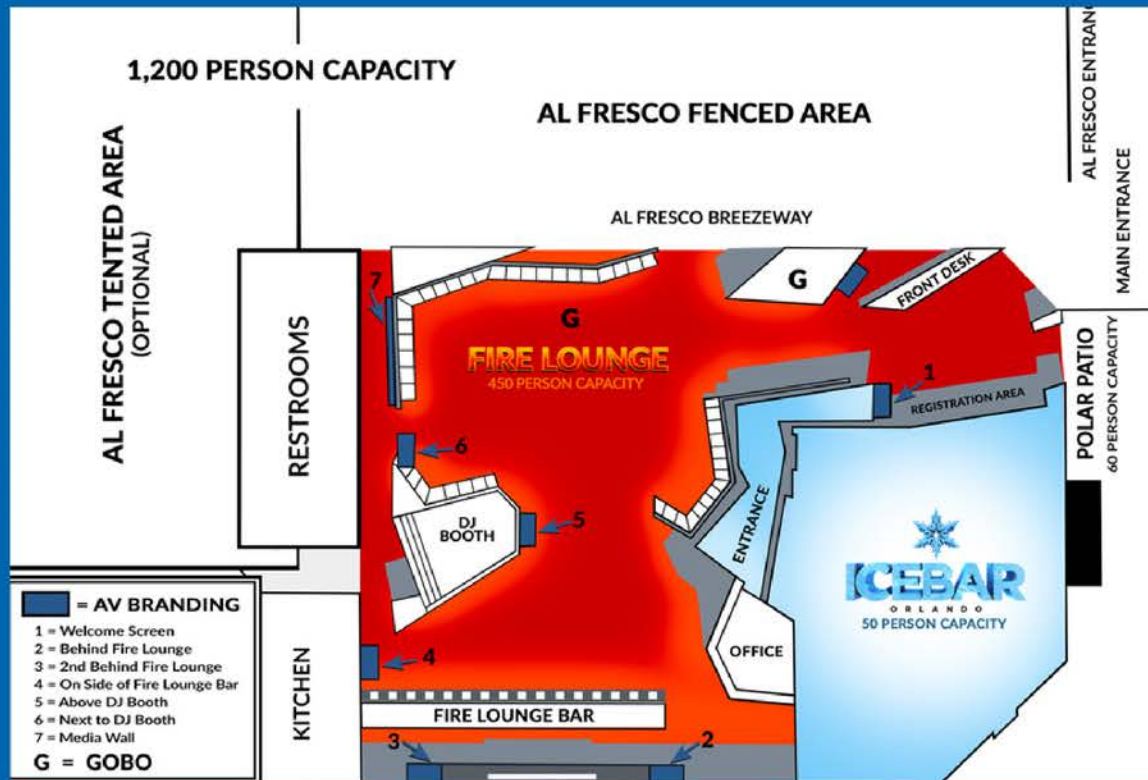 1,200 PERSON CAPACITY
AL FRESCO FENCED AREA
AL FRESCO BREEZEWAY
AL FRESCO TENTED AREA
(OPTIONAL)
RESTROOMS
7
G
G
FRONT DESK
MAIN ENTRANCE
AL FRESCO
FIRE LOUNGE
450 PERSON CAPACITY
1
REGISTRATION AREA
POLAR PATIO
60 PERSON CAPACITY
6
DJ
BOOTH
5
ENTRANCE
ICEBAR
ORLANDO
50 PERSON CAPACITY
OFFICE
4
KITCHEN
FIRE LOUNGE BAR
3
2
= AV BRANDING
1 = Welcome Screen
2 = Behind Fire Lounge
3 = 2nd Behind Fire Lounge
4 = On Side of Fire Lounge Bar
5 = Above DJ Booth
6 = Next to DJ Booth
7 = Media Wall
G = GOBO